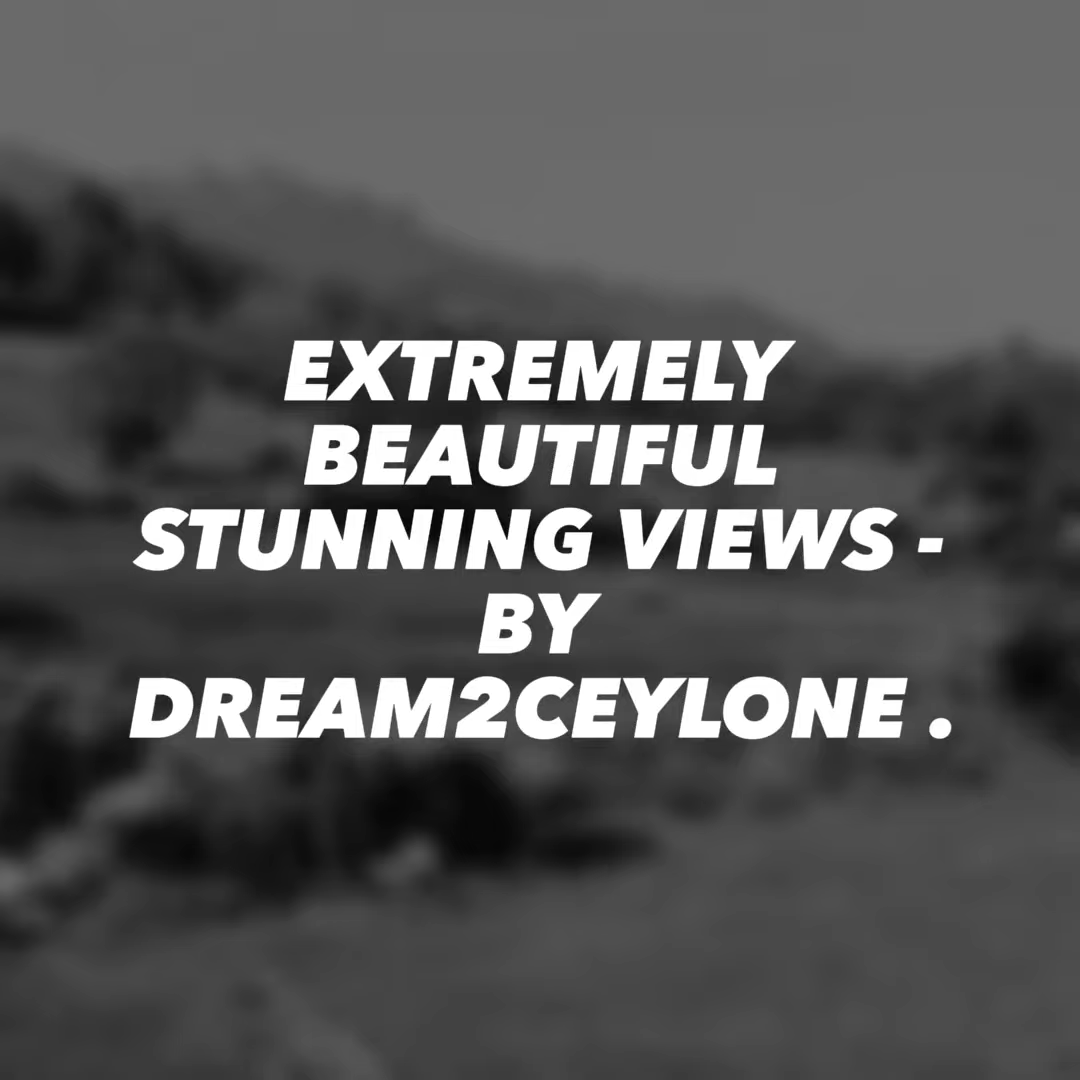 EXTREMELY
BEAUTIFUL
STUNNING VIEWS -
BY
DREAM2CEYLONE .